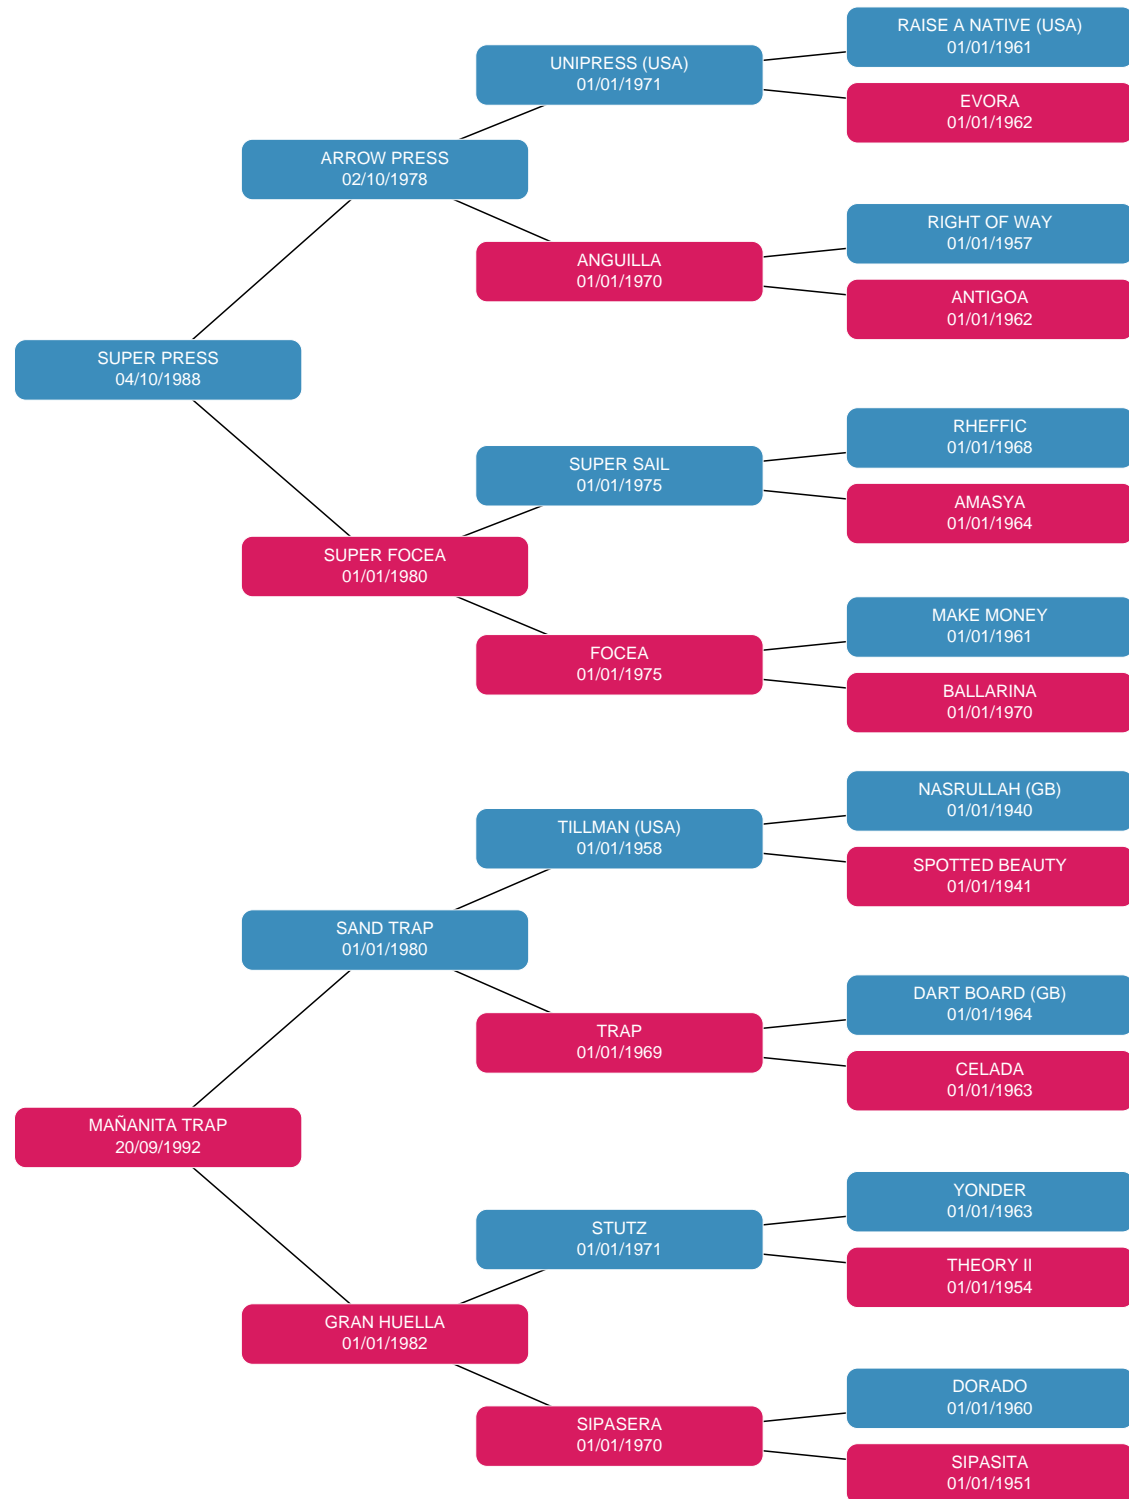 RAISE A NATIVE (USA)
01/01/1961
UNIPRESS (USA)
01/01/1971
EVORA
01/01/1962
ARROW PRESS
02/10/1978
RIGHT OF WAY
01/01/1957
ANGUILLA
01/01/1970
ANTIGOA
01/01/1962
SUPER PRESS
04/10/1988
RHEFFIC
01/01/1968
SUPER SAIL
01/01/1975
AMASYA
01/01/1964
SUPER FOCEA
01/01/1980
MAKE MONEY
01/01/1961
FOCEA
01/01/1975
BALLARINA
01/01/1970
NASRULLAH (GB)
01/01/1940
TILLMAN (USA)
01/01/1958
SPOTTED BEAUTY
01/01/1941
SAND TRAP
01/01/1980
DART BOARD (GB)
01/01/1964
TRAP
01/01/1969
CELADA
01/01/1963
MAÑANITA TRAP
20/09/1992
YONDER
01/01/1963
STUTZ
01/01/1971
THEORY II
01/01/1954
GRAN HUELLA
01/01/1982
DORADO
01/01/1960
SIPASERA
01/01/1970
SIPASITA
01/01/1951